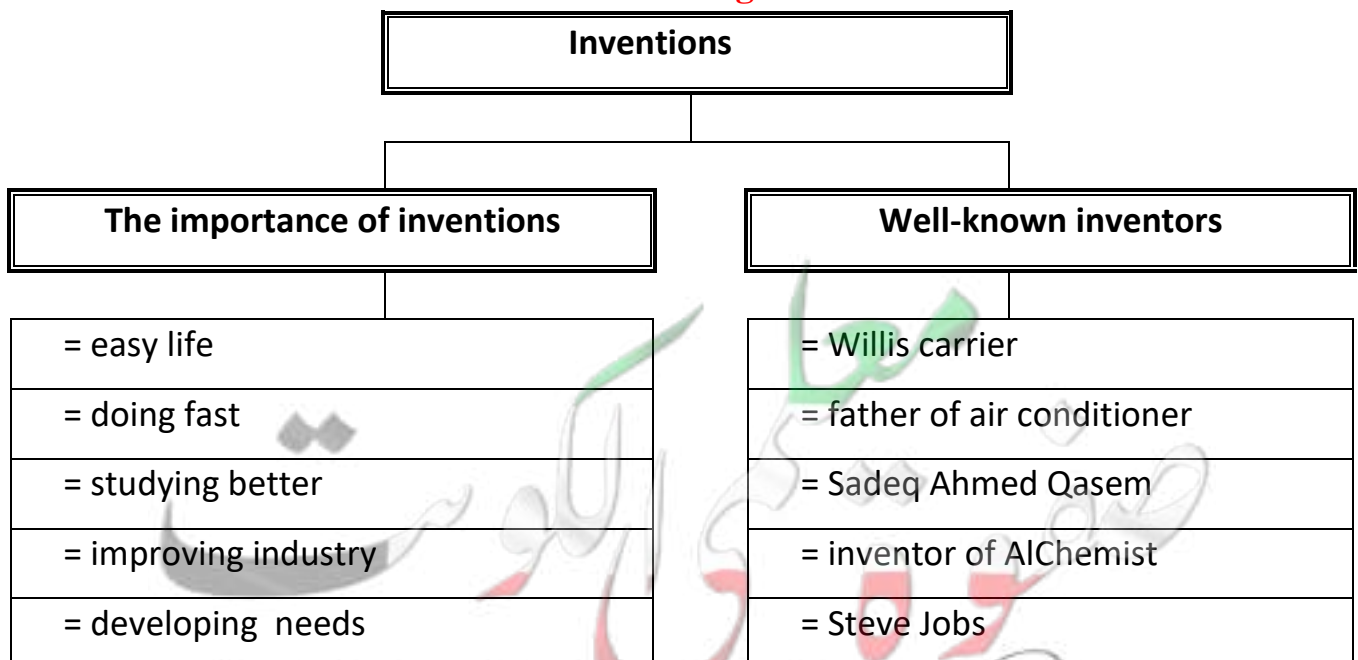 Inventions
The importance of inventions
Well-known inventors
= easy life
= doing fast
= studying better
= improving industry
= developing needs
= Willis carrier
= father of air conditioner
= Sadeq Ahmed Qasem
= inventor of AlChemist
= Steve Jobs